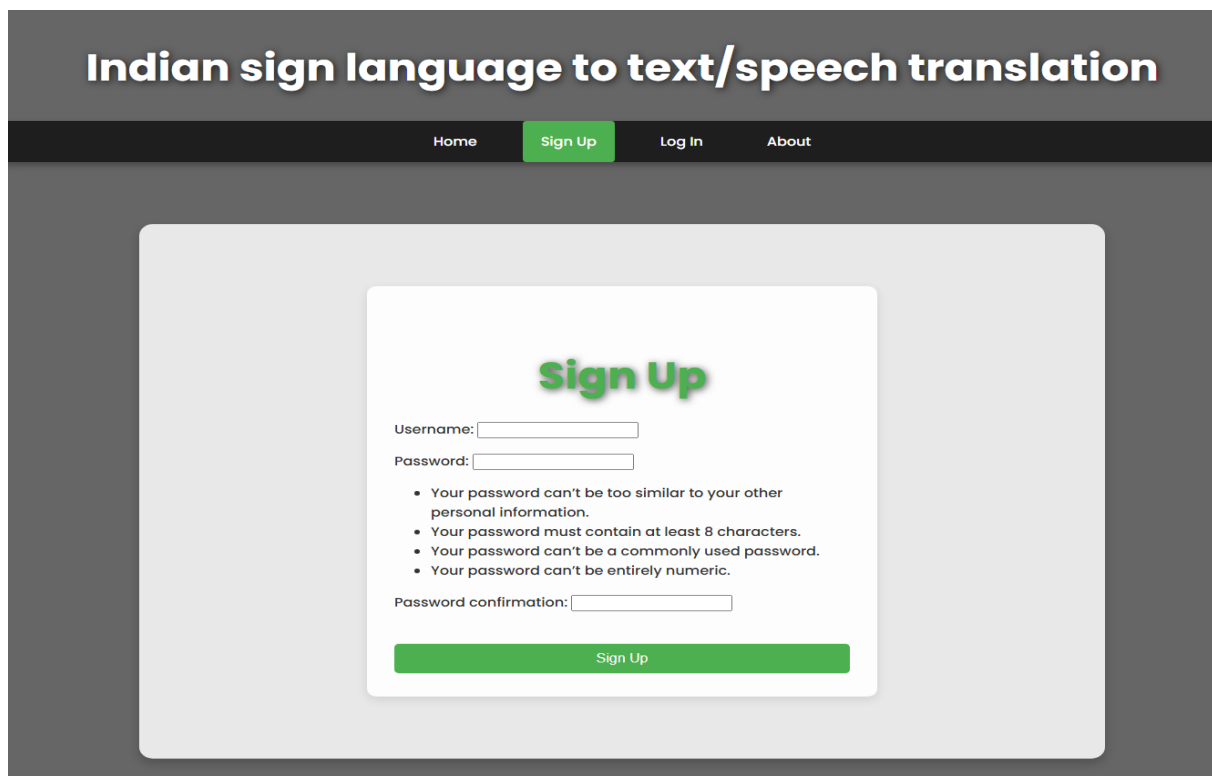 Indian sign language to text/speech translation
Home Sign Up Log In About
Sign Up
Username:
Password:
• Your password can’t be too similar to your other
personal information.
• Your password must contain at least 8 characters.
• Your password can’t be a commonly used password.
• Your password can’t be entirely numeric.
Password confirmation:
Sign Up